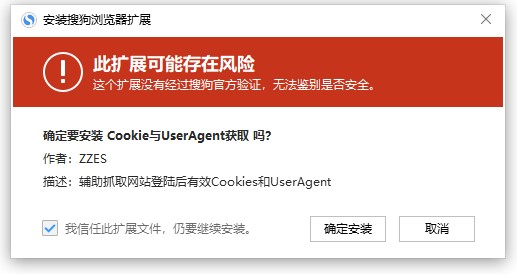 安装搜狗浏览器扩展
此扩展可能存在风险
这个扩展没有经过搜狗官方验证，无法鉴别是否安全。
确定要安装 Cookie与UserAgent获取 吗?
作者：ZZES
描述：辅助抓取网站登陆后有效Cookies和UserAgent
我信任此扩展文件，仍要继续安装。
确定安装
取消